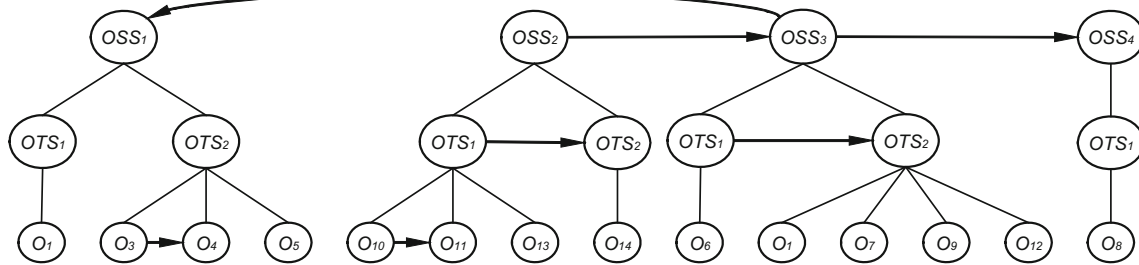 OSS1 OSS2 OSS3 OSS4
OTS1 OTS2 OTS1 OTS2 OTS1 OTS2 OTS1
O1 O3 O4 O5 O10 O11 O13 O14 O6 O1 O7 O9 O12 O8